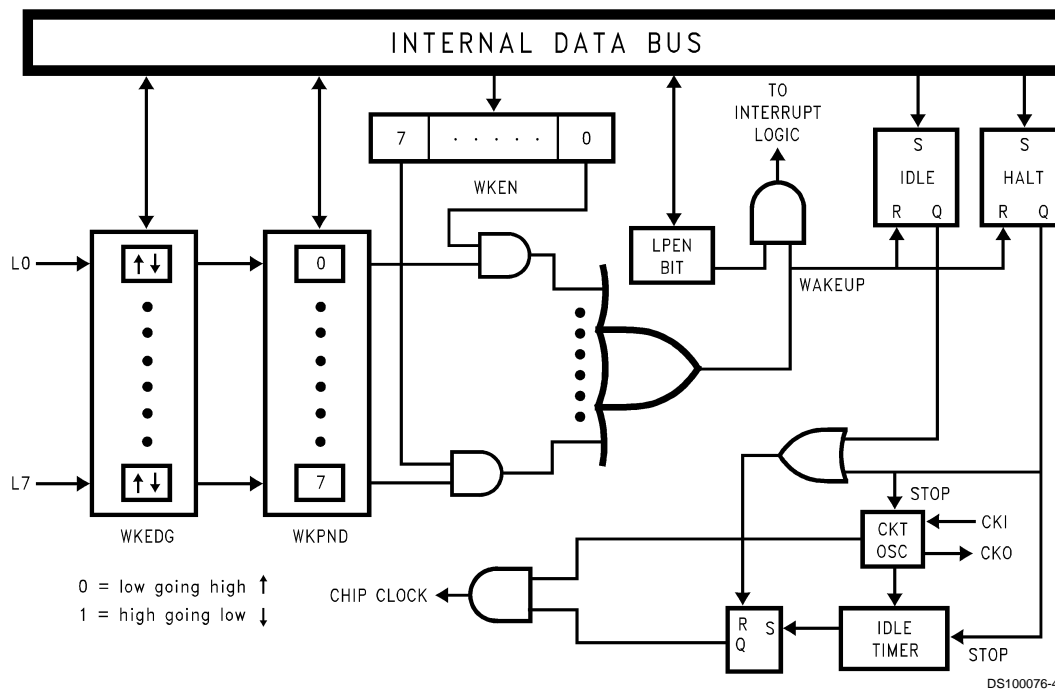 INTERNAL DATA BUS
TO
INTERRUPT
LOGIC
7 . . . . . 0
WKEN
S
IDLE
R Q
S
HALT
R Q
LPEN
BIT
WAKEUP
L0
0
L7
7
WKEDG
WKPND
0 = low going high ↑
1 = high going low ↓
STOP
CKT
OSC
CKI
CKO
CHIP CLOCK
R S
Q
IDLE
TIMER
STOP
DS100076-4